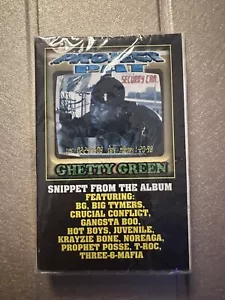 PROJECT
PAT
SECURITY CAM.
GHETTY GREEN
SNIPPET FROM THE ALBUM
FEATURING:
BG, BIG TYMERS,
CRUCIAL CONFLICT,
GANGSTA BOO,
HOT BOYS, JUVENILE,
KRAYZIE BONE, NOREAGA,
PROPHET POSSE, T-ROC,
THREE-6-MAFIA